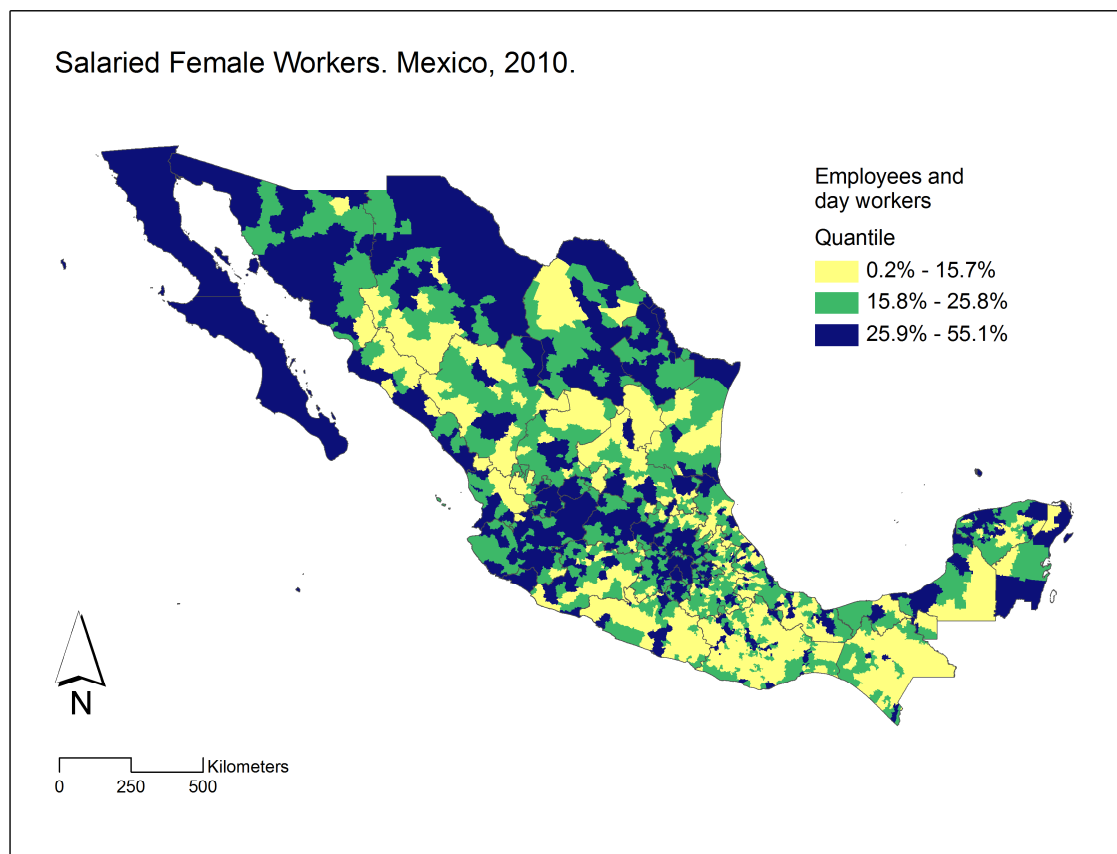 Salaried Female Workers. Mexico, 2010.
Employees and
day workers
Quantile
0.2% - 15.7%
15.8% - 25.8%
25.9% - 55.1%
N
Kilometers
0 250 500